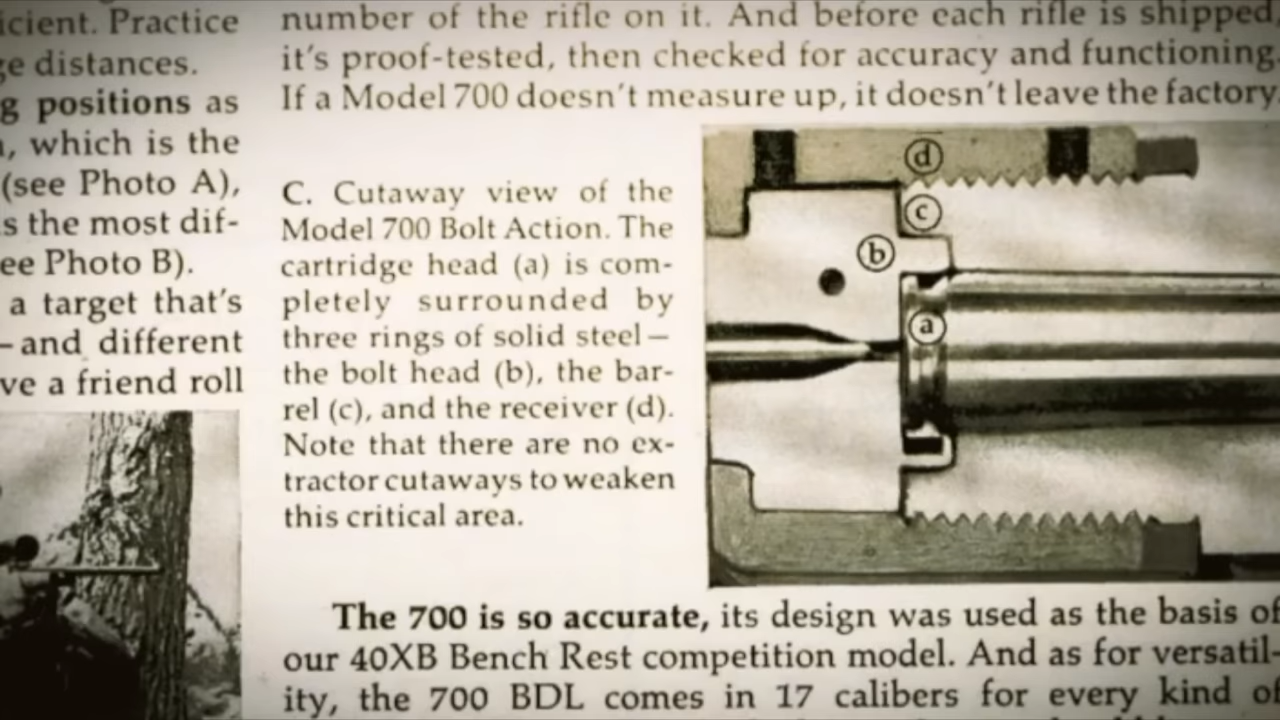 icient. Practice
ge distances.
g positions as
, which is the
(see Photo A),
s the most dif-
ee Photo B).
a target that's
—and different
ve a friend roll
number of the rifle on it. And before each rifle is shipped,
it's proof-tested, then checked for accuracy and functioning.
If a Model 700 doesn't measure up, it doesn't leave the factory.
C. Cutaway view of the
Model 700 Bolt Action. The
cartridge head (a) is com-
pletely surrounded by
three rings of solid steel—
the bolt head (b), the bar-
rel (c), and the receiver (d).
Note that there are no ex-
tractor cutaways to weaken
this critical area.
d
c
b
a
The 700 is so accurate, its design was used as the basis of
our 40XB Bench Rest competition model. And as for versatil-
ity, the 700 BDL comes in 17 calibers for every kind of